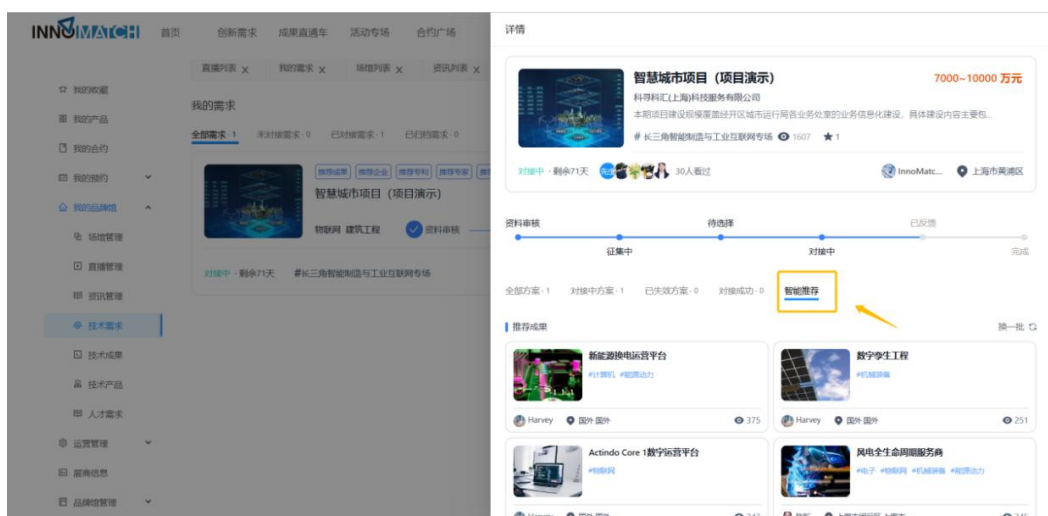 INNOMATCH 首页 创新需求 成果直通车 活动专场 合约广场
直播列表 x 我的需求 x 场馆列表 x 资讯列表 x
我的收藏
我的产品
我的合约
我的预约
我的品牌馆
场馆管理
直播管理
资讯管理
技术需求
技术成果
技术产品
人才需求
运营管理
展商信息
品牌馆管理
我的需求
全部需求·1 未对接需求·0 已对接需求·1 已归档需求·0
推荐成果 推荐企业 推荐专利 推荐专家
智慧城市项目（项目演示）
物联网 建筑工程 资料审核
对接中·剩余71天 #长三角智能制造与工业互联网专场
详情
智慧城市项目（项目演示） 7000~10000 万元
科寻科汇(上海)科技服务有限公司
本期项目建设规模覆盖经开区城市运行局各业务处室的业务信息化建设，具体建设内容主要包...
# 长三角智能制造与工业互联网专场 1607 1
对接中·剩余71天 30人看过 InnoMatc... 上海市黄浦区
资料审核 待选择 已反馈
征集中 对接中 完成
全部方案·1 对接中方案·1 已失效方案·0 对接成功·0 智能推荐
推荐成果 换一批
新能源换电运营平台
#计算机 #能源动力
Harvey 国外 国外 375
数字孪生工程
#机械装备
Harvey 国外 国外 251
Actindo Core 1数字运营平台
#物联网
风电全生命周期服务商
#电子 #物联网 #机械装备 #能源动力